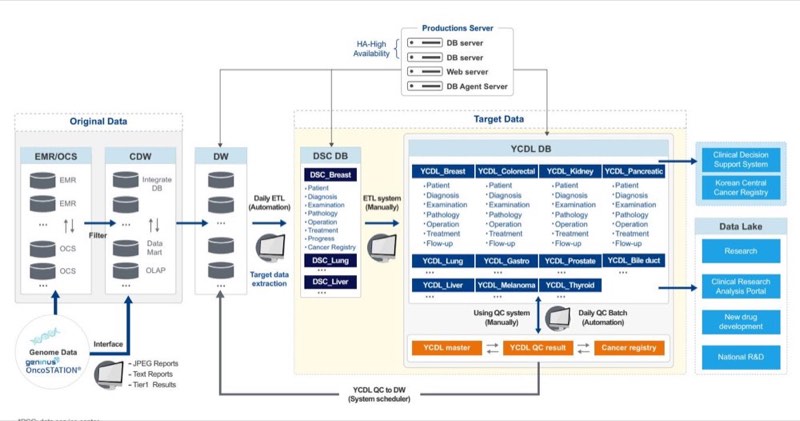 Productions Server
HA-High
Availability
DB server
DB server
Web server
DB Agent Server
Original Data
Target Data
EMR/OCS
EMR
EMR
...
OCS
OCS
Filter
CDW
Integrate
DB
...
Data
Mart
OLAP
DW
...
Daily ETL
(Automation)
Target data
extraction
DSC DB
DSC_Breast
• Patient
• Diagnosis
• Examination
• Pathology
• Operation
• Treatment
• Progress
• Cancer Registry
DSC_Lung
...
DSC_Liver
...
ETL system
(Manually)
YCDL DB
YCDL_Breast
• Patient
• Diagnosis
• Examination
• Pathology
• Operation
• Treatment
• Flow-up
YCDL_Colorectal
• Patient
• Diagnosis
• Examination
• Pathology
• Operation
• Treatment
• Flow-up
YCDL_Kidney
• Patient
• Diagnosis
• Examination
• Pathology
• Operation
• Treatment
• Flow-up
YCDL_Pancreatic
• Patient
• Diagnosis
• Examination
• Pathology
• Operation
• Treatment
• Flow-up
YCDL_Lung
...
YCDL_Gastro
...
YCDL_Prostate
...
YCDL_Bile duct
...
YCDL_Liver
...
YCDL_Melanoma
...
YCDL_Thyroid
...
Using QC system
(Manually)
Daily QC Batch
(Automation)
YCDL master
YCDL QC result
Cancer registry
Clinical Decision
Support System
Korean Central
Cancer Registry
Data Lake
Research
Clinical Research
Analysis Portal
New drug
development
National R&D
Genome Data
geninus
OncoSTATION®
Interface
– JPEG Reports
– Text Reports
– Tier1 Results
YCDL QC to DW
(System scheduler)